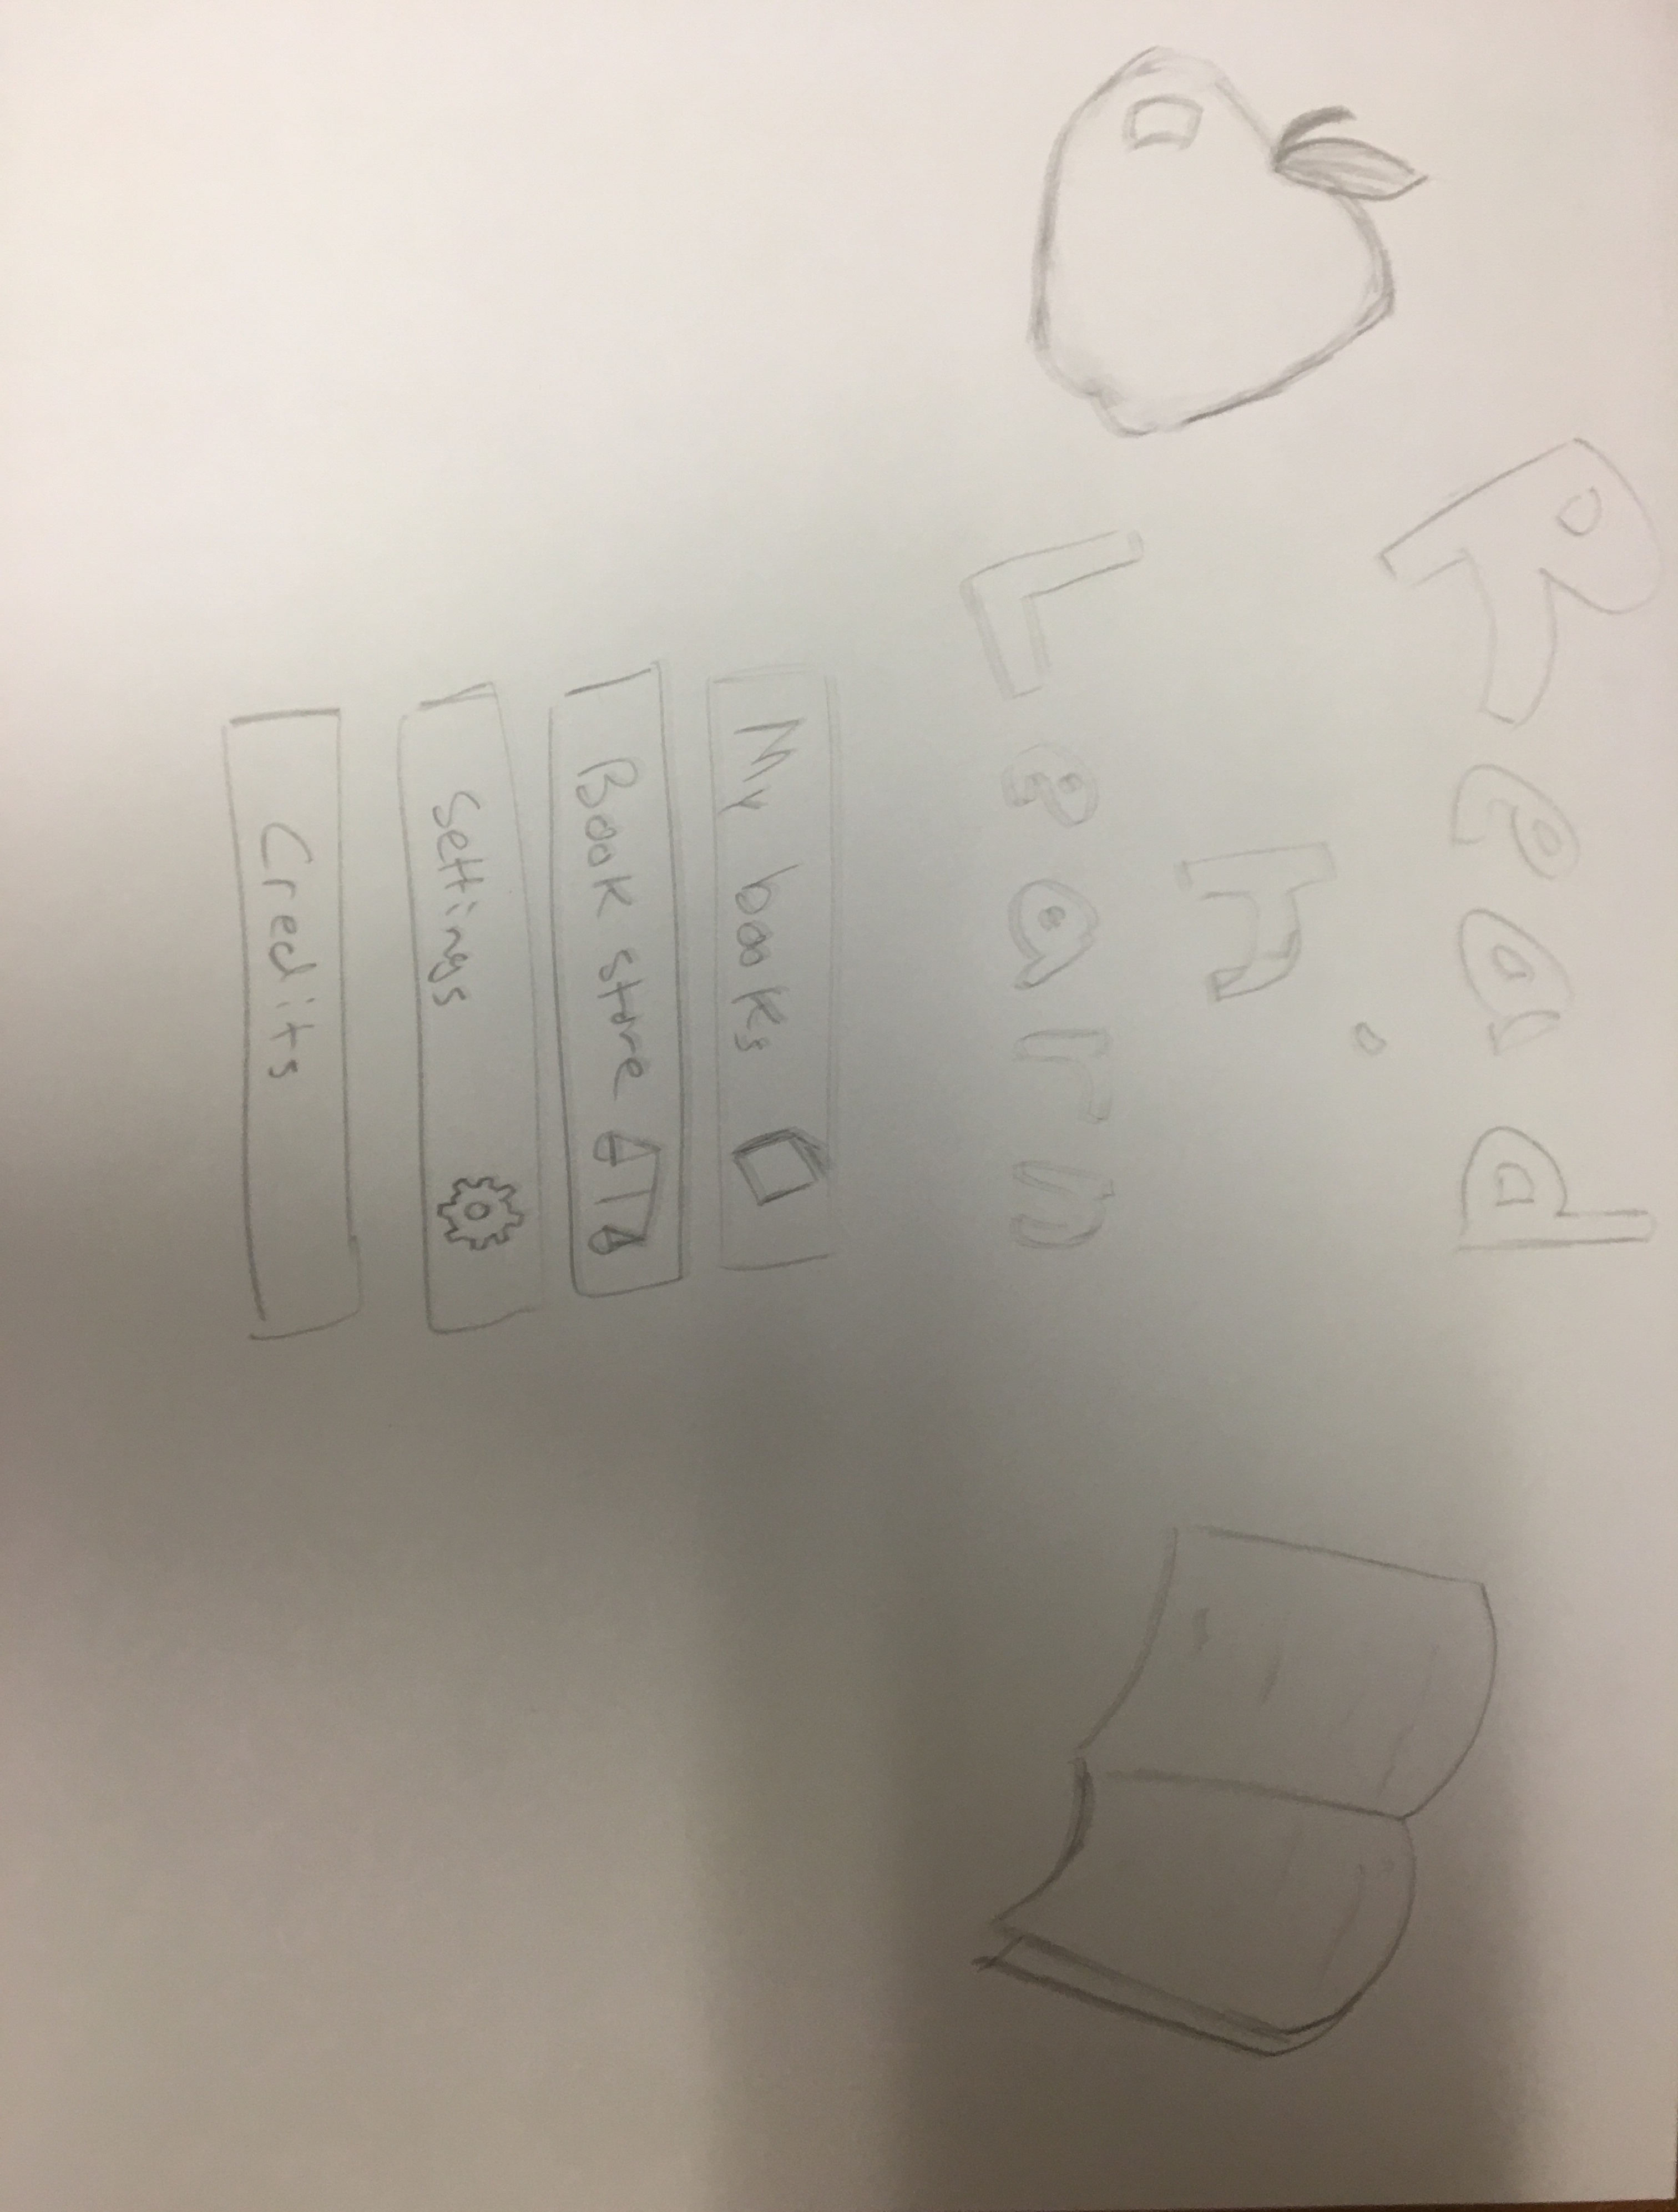 Read
'n
Learn
My books
Book store
Settings
Credits